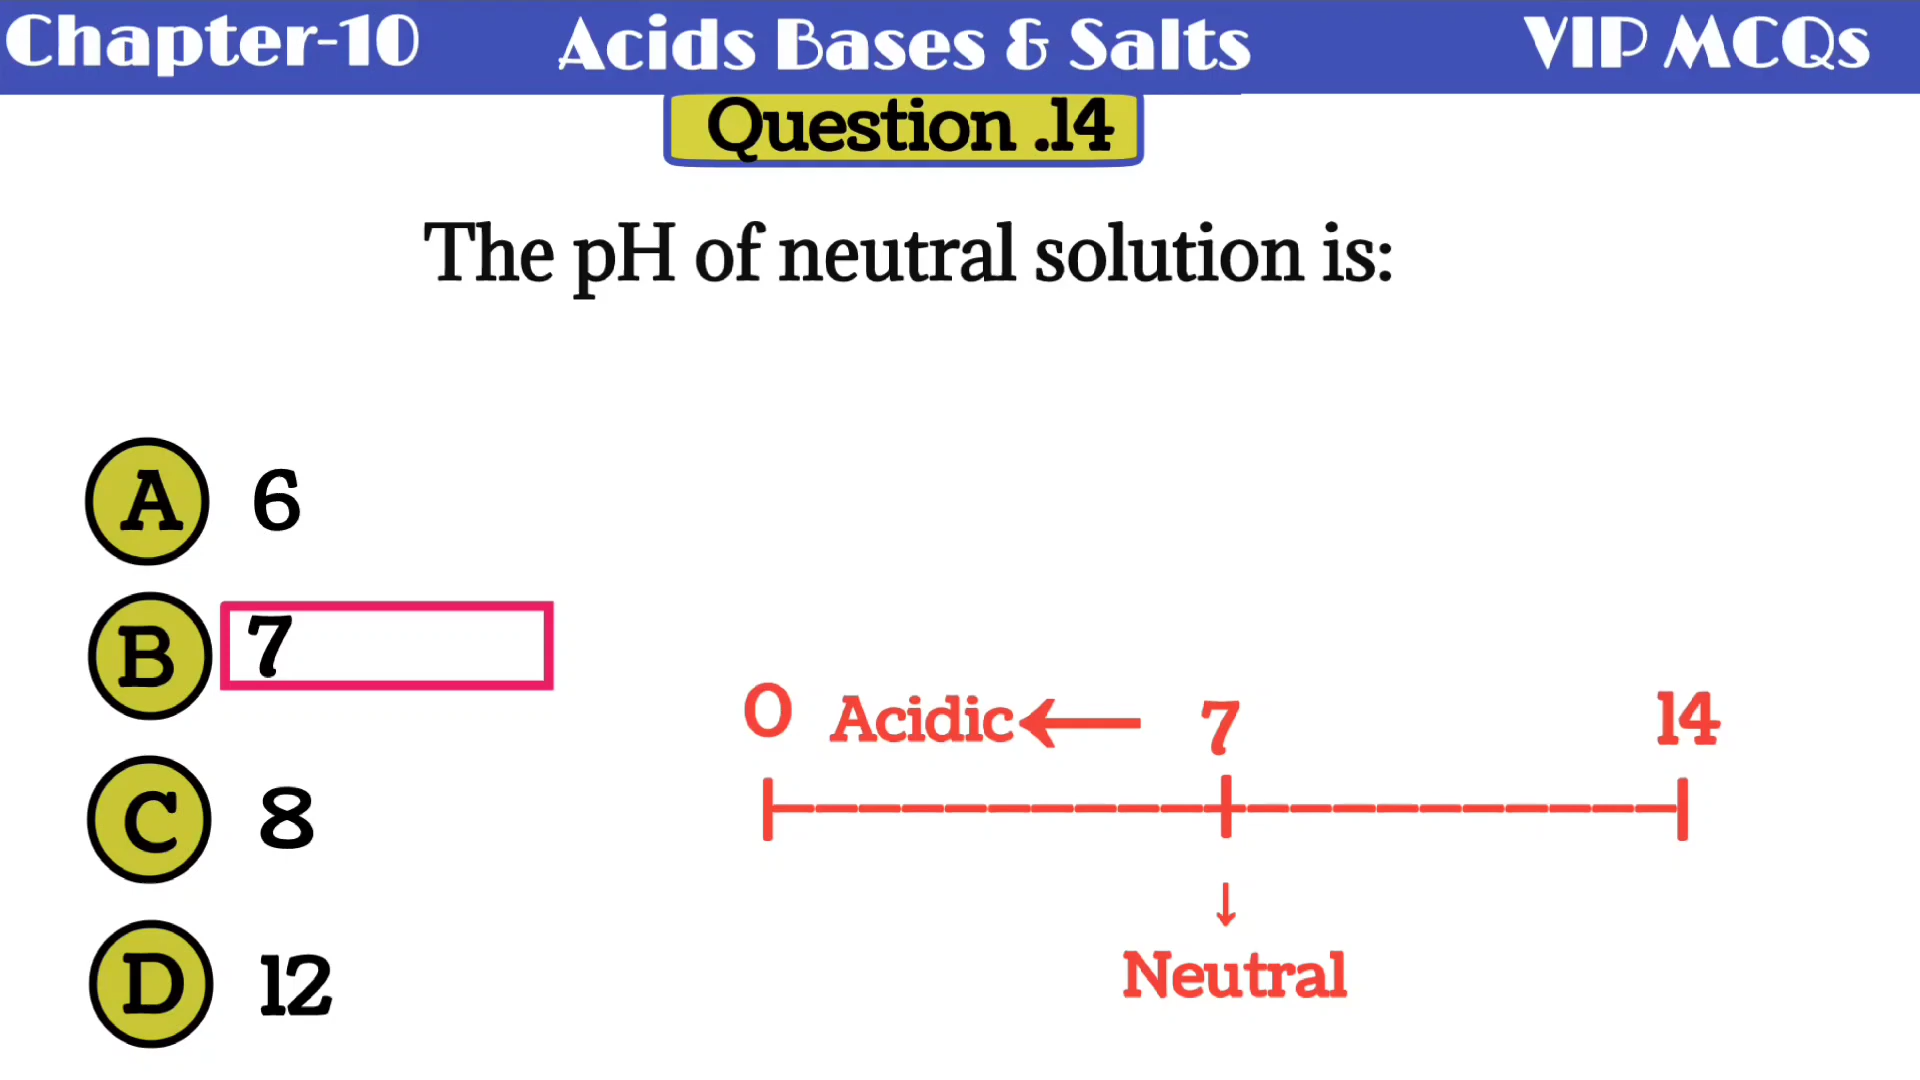 Chapter-10 Acids Bases & Salts VIP MCQs
Question .14
The pH of neutral solution is:
A 6
B 7
C 8
D 12
0 Acidic← 7 14
↓
Neutral